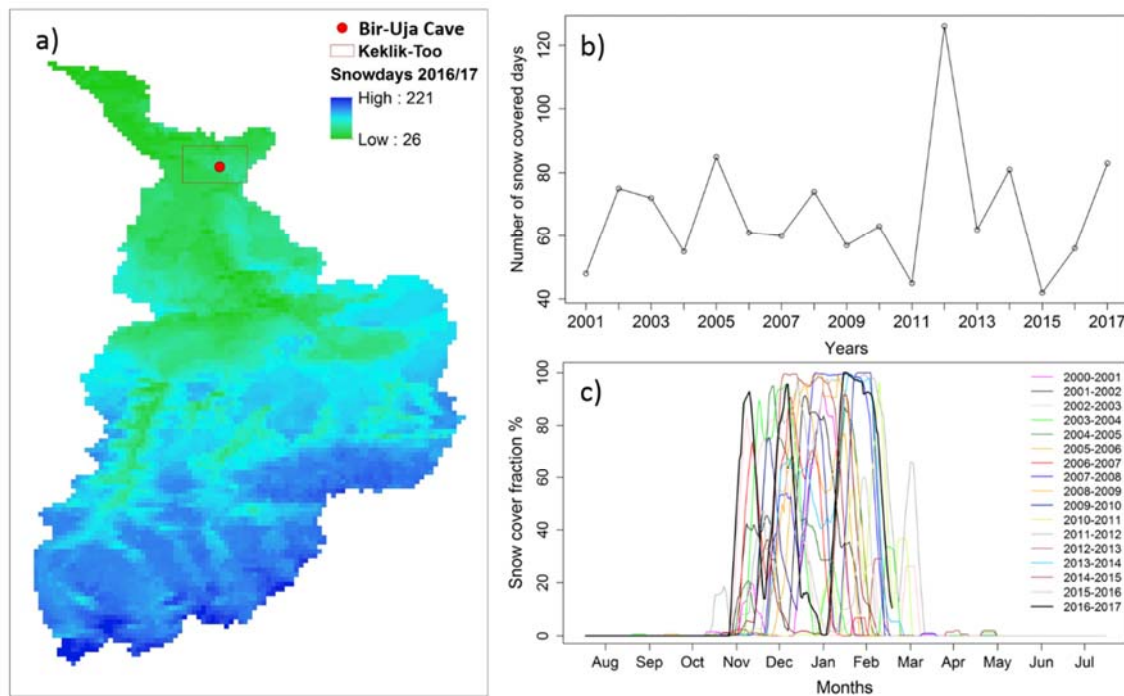 a)
Bir-Uja Cave
Keklik-Too
Snowdays 2016/17
High : 221
Low : 26
b)
Number of snow covered days
120
100
80
60
40
2001 2003 2005 2007 2009 2011 2013 2015 2017
Years
c)
Snow cover fraction %
100
80
60
40
20
0
2000-2001
2001-2002
2002-2003
2003-2004
2004-2005
2005-2006
2006-2007
2007-2008
2008-2009
2009-2010
2010-2011
2011-2012
2012-2013
2013-2014
2014-2015
2015-2016
2016-2017
Aug Sep Oct Nov Dec Jan Feb Mar Apr May Jun Jul
Months